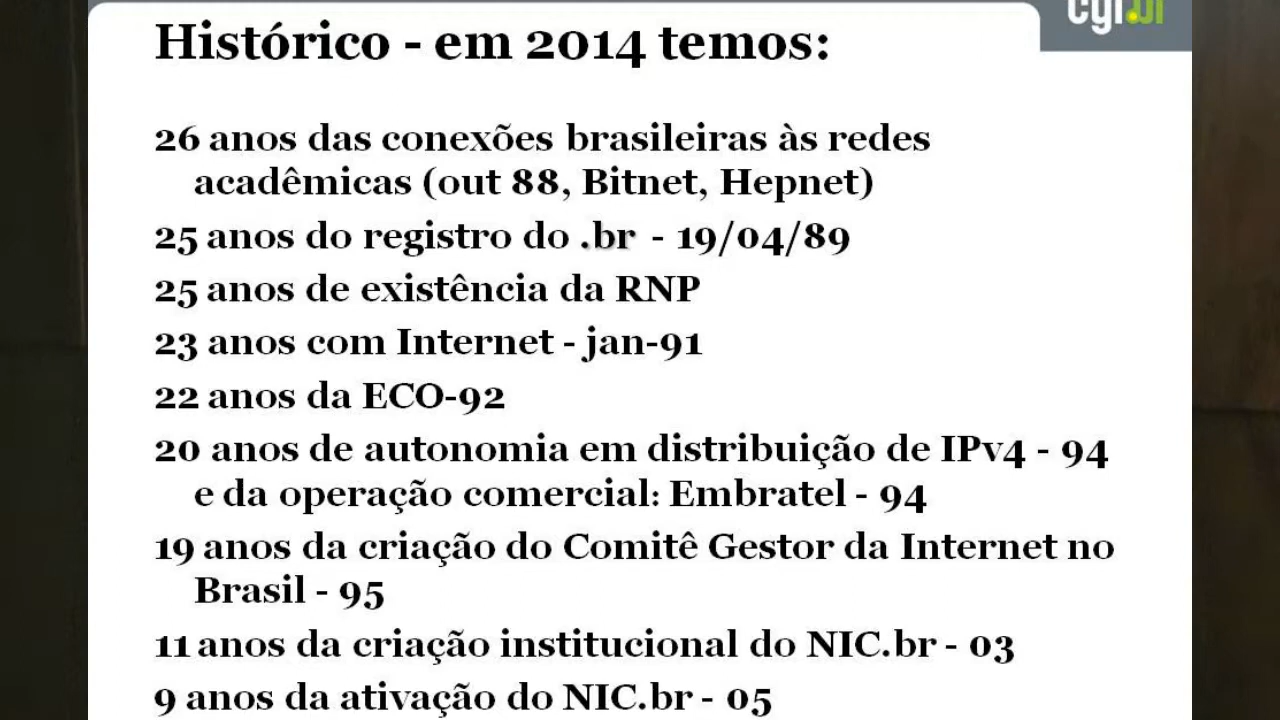 Histórico - em 2014 temos:
26 anos das conexões brasileiras às redes
acadêmicas (out 88, Bitnet, Hepnet)
25 anos do registro do .br - 19/04/89
25 anos de existência da RNP
23 anos com Internet - jan-91
22 anos da ECO-92
20 anos de autonomia em distribuição de IPv4 - 94
e da operação comercial: Embratel - 94
19 anos da criação do Comitê Gestor da Internet no
Brasil - 95
11 anos da criação institucional do NIC.br - 03
9 anos da ativação do NIC.br - 05